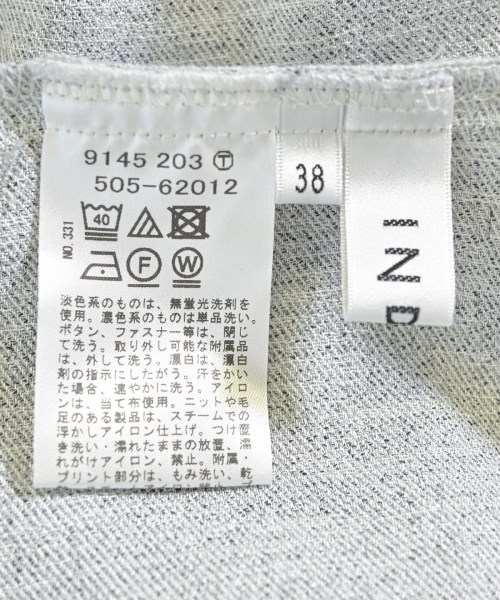 9145 203 Ⓣ
505-62012
NO.331
40
F
W
淡色系のものは、無蛍光洗剤を
使用。濃色系のものは単品洗い。
ボタン、ファスナー等は、閉じ
て洗う。取り外し可能な附属品
は、外して洗う。漂白は、漂白
剤の指示にしたがう。汗をかい
た場合、速やかに洗う。アイロ
ンは、当て布使用。ニットや毛
足のある製品は、スチームでの
浮かしアイロン仕上げ。つけ置
き洗い・濡れたままの放置、濡
れがけアイロン、禁止。附属・
プリント部分は、もみ洗い、乾
38
IN